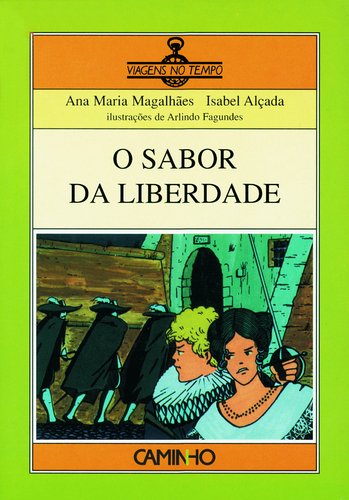 VIAGENS NO TEMPO
Ana Maria Magalhães Isabel Alçada
ilustrações de Arlindo Fagundes
O SABOR
DA LIBERDADE
CAMINHO